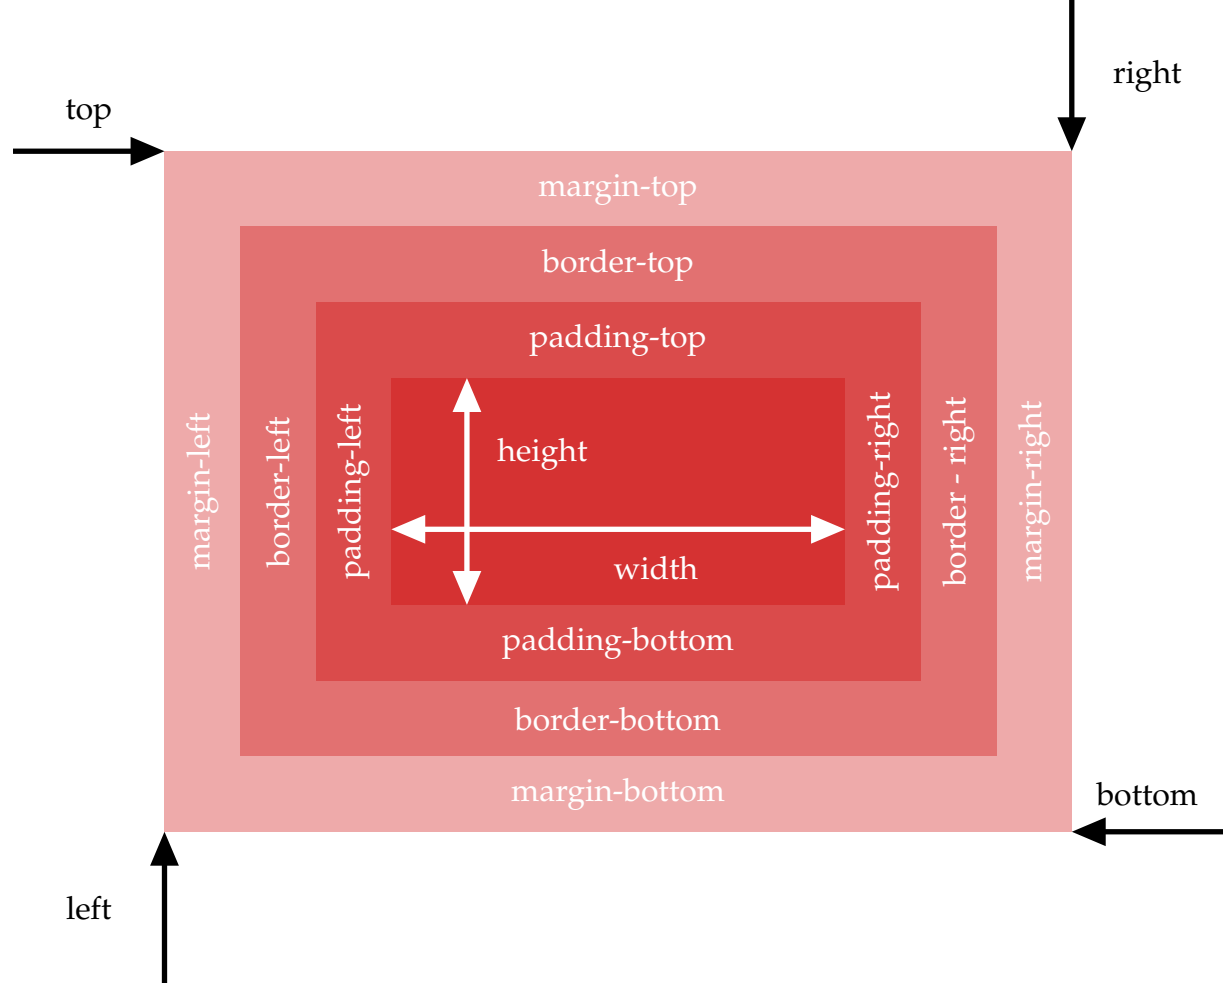 right
top
margin-top
border-top
padding-top
margin-left
border-left
padding-left
height
width
padding-right
border - right
margin-right
padding-bottom
border-bottom
margin-bottom
bottom
left